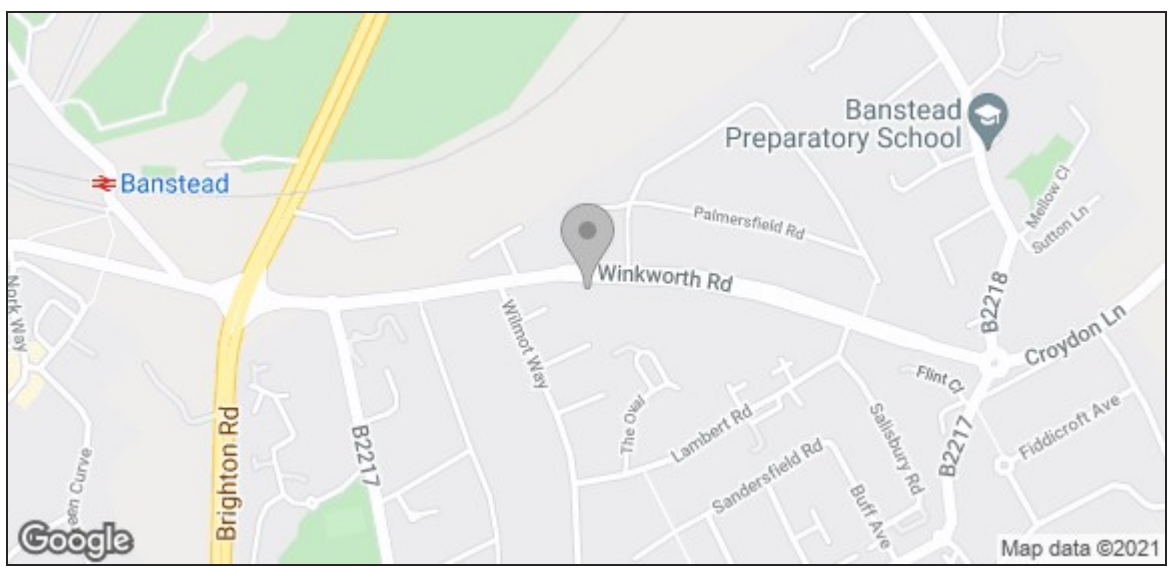 Banstead
Preparatory School
Banstead
Mellow Cl
Palmersfield Rd
Sutton Ln
Winkworth Rd
Nork Way
B2218
Croydon Ln
Wilmot Way
Flint Cl
The Oval
Lambert Rd
Salisbury Rd
Fiddicroft Ave
B2217
B2217
Brighton Rd
Sandersfield Rd
Buff Ave
een Curve
Google
Map data ©2021